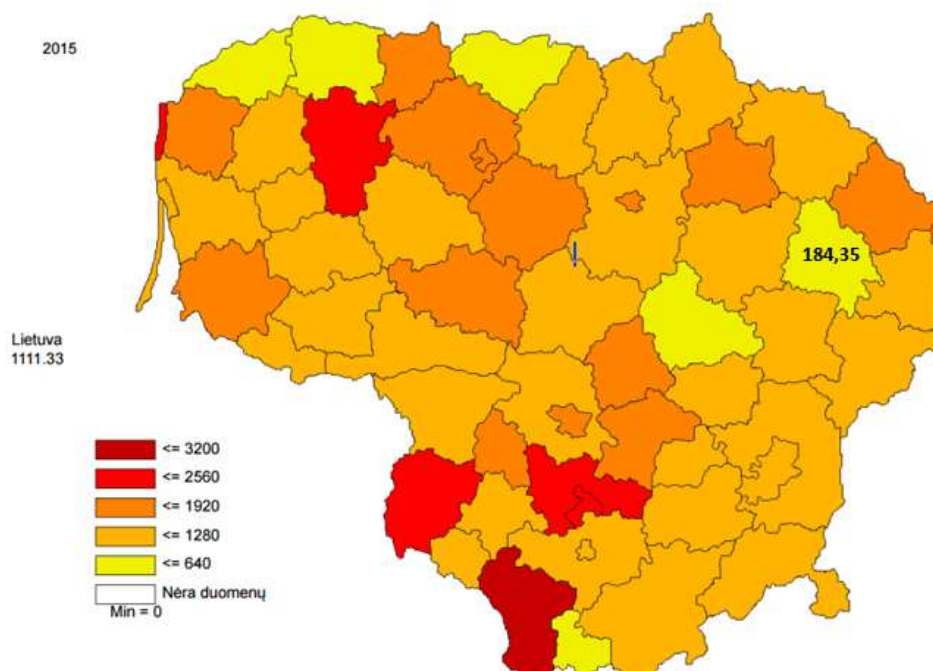 2015
184,35
Lietuva
1111.33
<= 3200
<= 2560
<= 1920
<= 1280
<= 640
Nėra duomenų
Min = 0